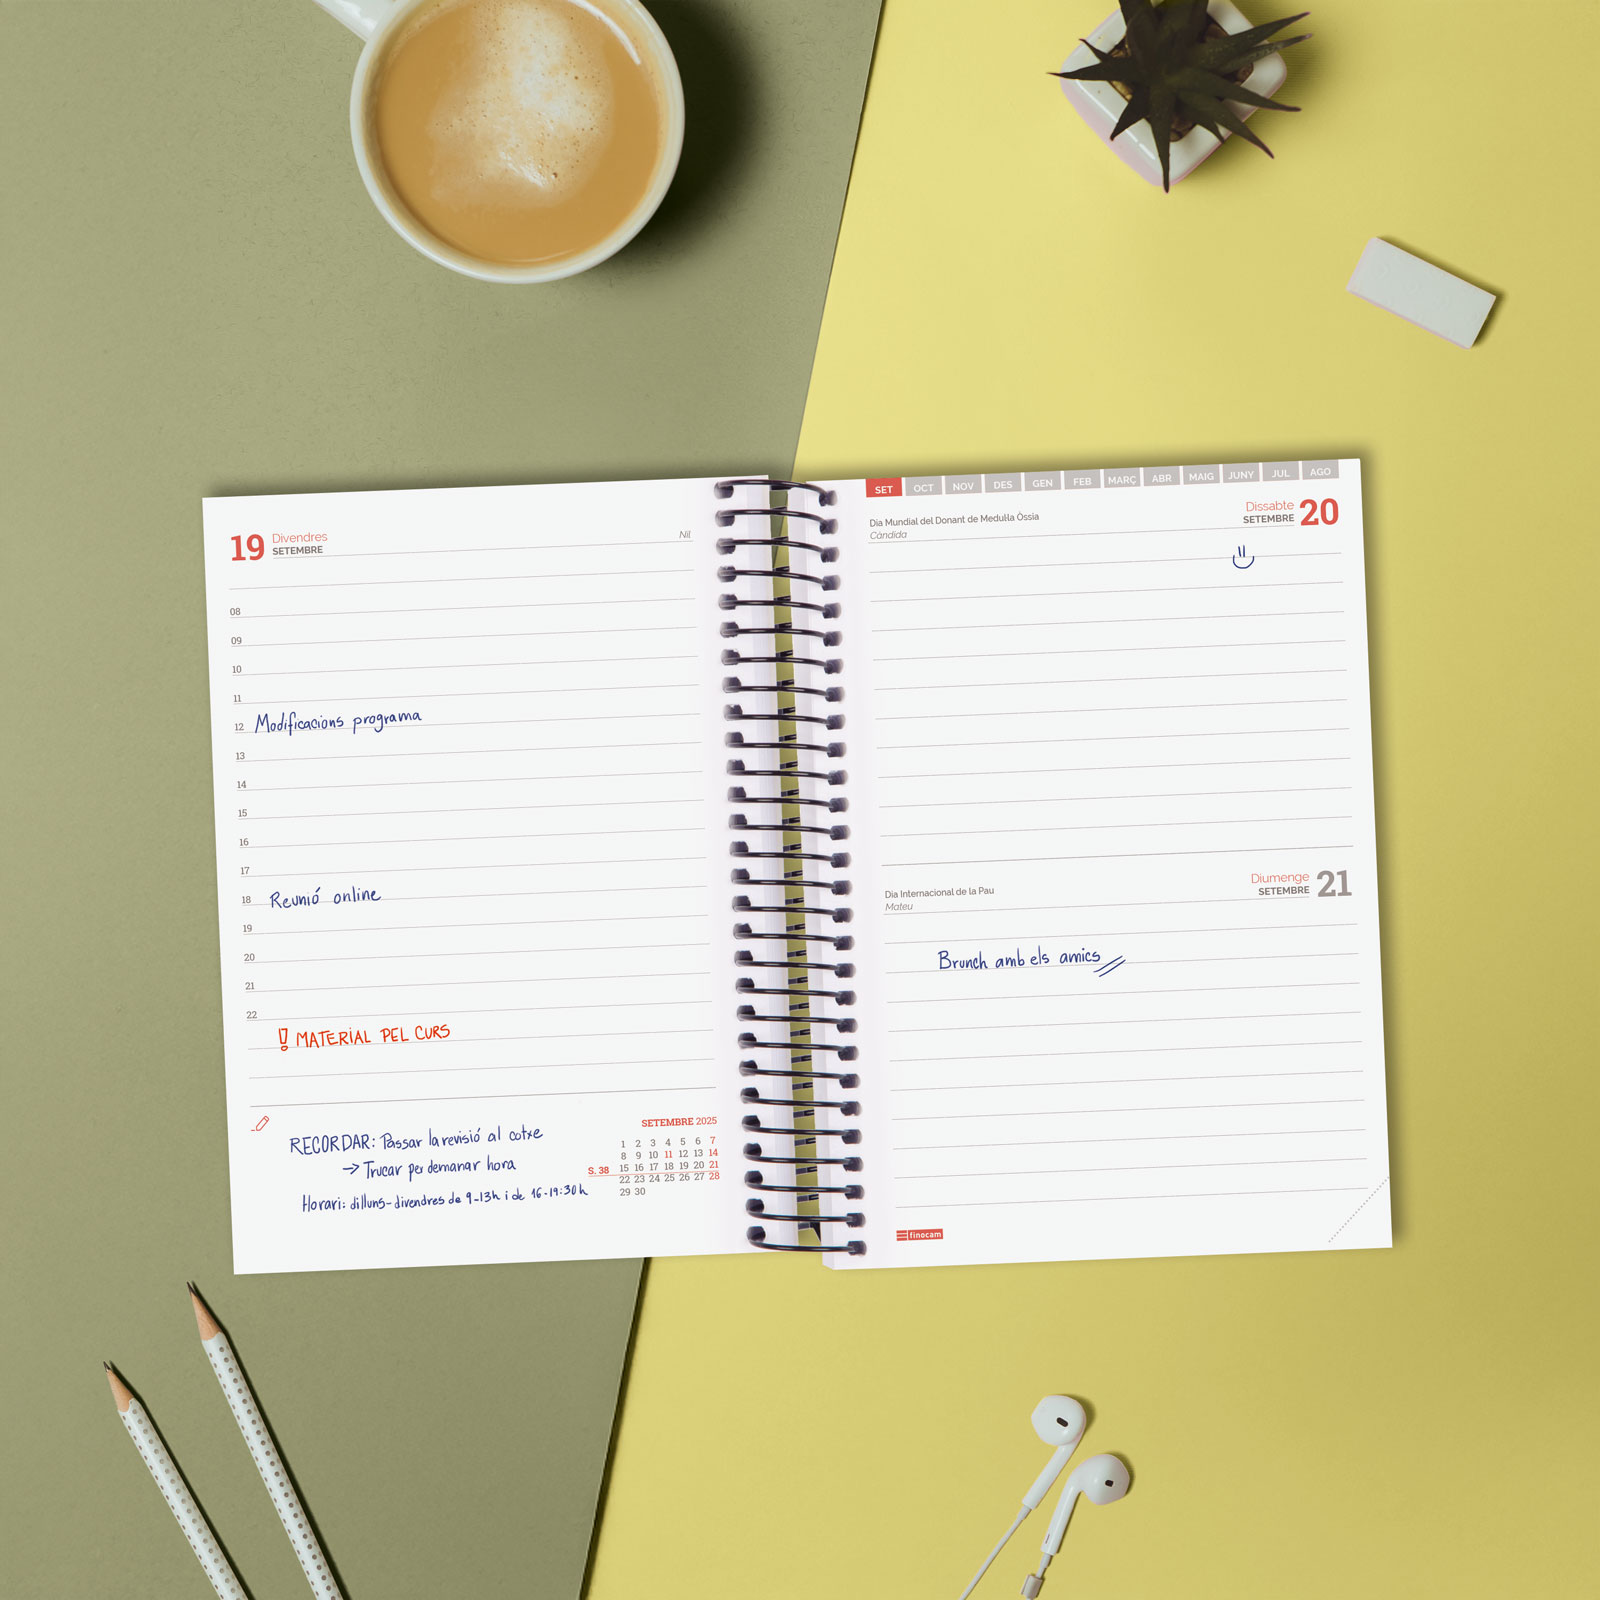 19 Divendres
SETEMBRE
Nil
08
09
10
11
12 Modificacions programa
13
14
15
16
17
18 Reunió online
19
20
21
22
! MATERIAL PEL CURS
RECORDAR: Passar la revisió al cotxe
→ Trucar per demanar hora
Horari: dilluns-divendres de 9-13h i de 16-19:30h
SETEMBRE 2025
1 2 3 4 5 6 7
8 9 10 11 12 13 14
S. 38 15 16 17 18 19 20 21
22 23 24 25 26 27 28
29 30
SET OCT NOV DES GEN FEB MARÇ ABR MAIG JUNY JUL AGO
Dia Mundial del Donant de Medul·la Òssia
Càndida
Dissabte
SETEMBRE 20
Dia Internacional de la Pau
Mateu
Diumenge
SETEMBRE 21
Brunch amb els amics
finocam